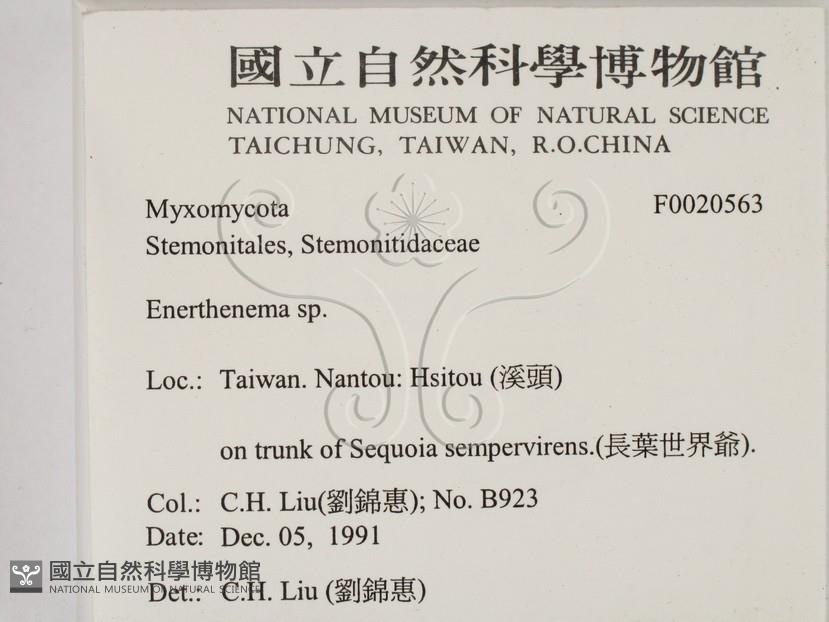 國立自然科學博物館
NATIONAL MUSEUM OF NATURAL SCIENCE
TAICHUNG, TAIWAN, R.O.CHINA
Myxomycota F0020563
Stemonitales, Stemonitidaceae
Enerthenema sp.
Loc.: Taiwan. Nantou: Hsitou (溪頭)
on trunk of Sequoia sempervirens.(長葉世界爺).
Col.: C.H. Liu(劉錦惠); No. B923
Date: Dec. 05, 1991
國立自然科學博物館
NATIONAL MUSEUM OF NATURAL SCIENCE
Det.: C.H. Liu (劉錦惠)